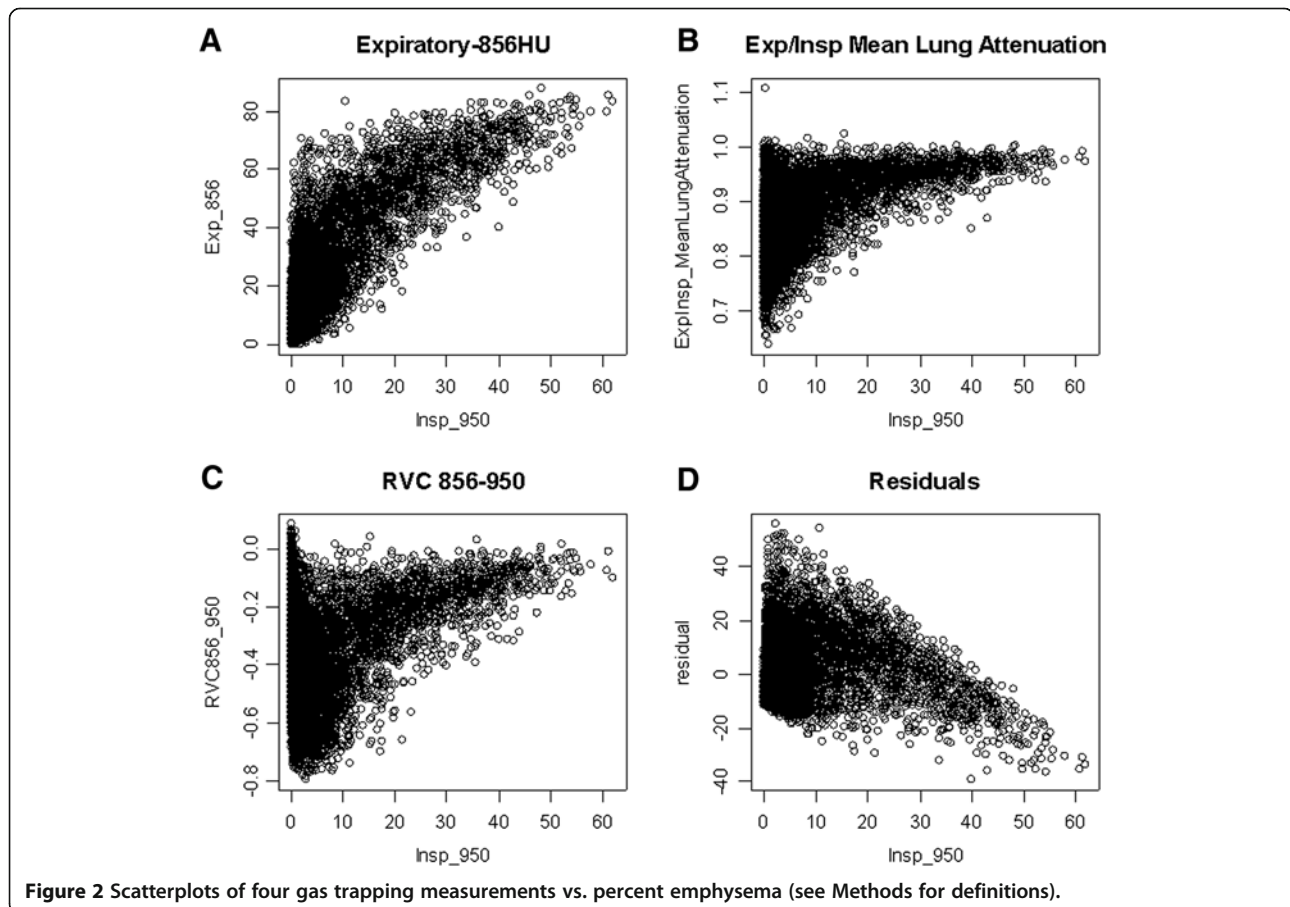 A
Expiratory-856HU
Exp_856
80
60
40
20
0
0 10 20 30 40 50 60
Insp_950
B
Exp/Insp Mean Lung Attenuation
ExpInsp_MeanLungAttenuation
1.1
1.0
0.9
0.8
0.7
0 10 20 30 40 50 60
Insp_950
C
RVC 856-950
RVC856_950
0.0
-0.2
-0.4
-0.6
-0.8
0 10 20 30 40 50 60
Insp_950
D
Residuals
residual
40
20
0
-20
-40
0 10 20 30 40 50 60
Insp_950
Figure 2 Scatterplots of four gas trapping measurements vs. percent emphysema (see Methods for definitions).